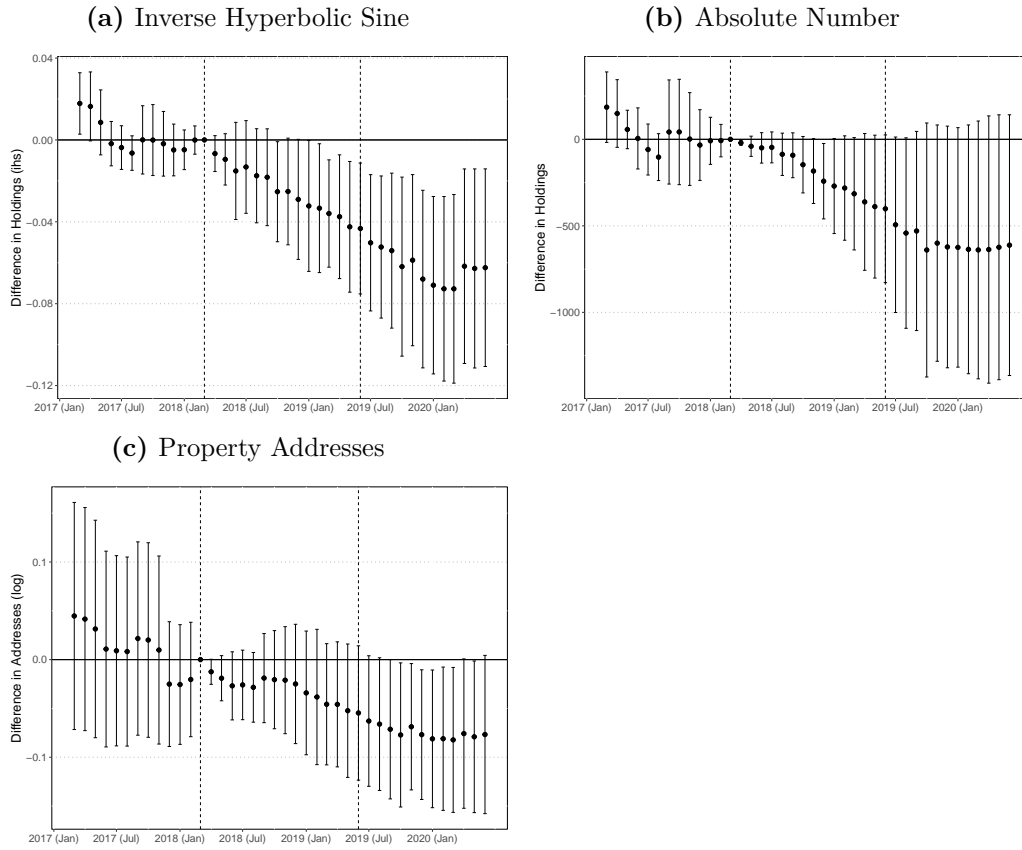 (a) Inverse Hyperbolic Sine
Difference in Holdings (ihs)
0.04
0.00
−0.04
−0.08
−0.12
2017 (Jan) 2017 (Jul) 2018 (Jan) 2018 (Jul) 2019 (Jan) 2019 (Jul) 2020 (Jan)
(b) Absolute Number
Difference in Holdings
0
−500
−1000
2017 (Jan) 2017 (Jul) 2018 (Jan) 2018 (Jul) 2019 (Jan) 2019 (Jul) 2020 (Jan)
(c) Property Addresses
Difference in Addresses (log)
0.1
0.0
−0.1
2017 (Jan) 2017 (Jul) 2018 (Jan) 2018 (Jul) 2019 (Jan) 2019 (Jul) 2020 (Jan)